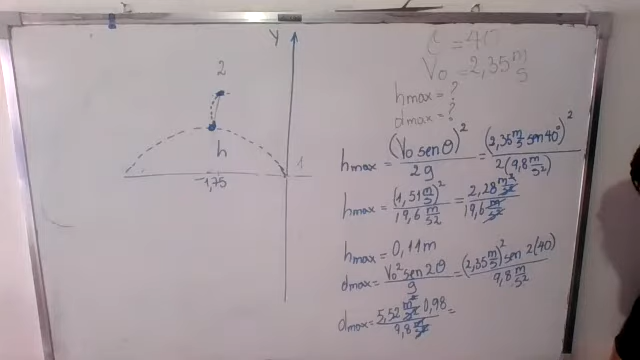 Y
2
h
1
-1,75
θ = 40
V₀ = 2,35 m/s
hmax = ?
dmax = ?
hmax = (V₀ sen θ)² / 2g = (2,35 m/s sen 40°)² / 2(9,8 m/s²)
hmax = (1,51 m/s)² / 19,6 m/s² = 2,28 m²/s² / 19,6 m/s²
hmax = 0,11 m
dmax = V₀² sen 2θ / g = (2,35 m/s)² sen 2(40) / 9,8 m/s²
dmax = 5,52 m²/s² 0,98 / 9,8 m/s² =